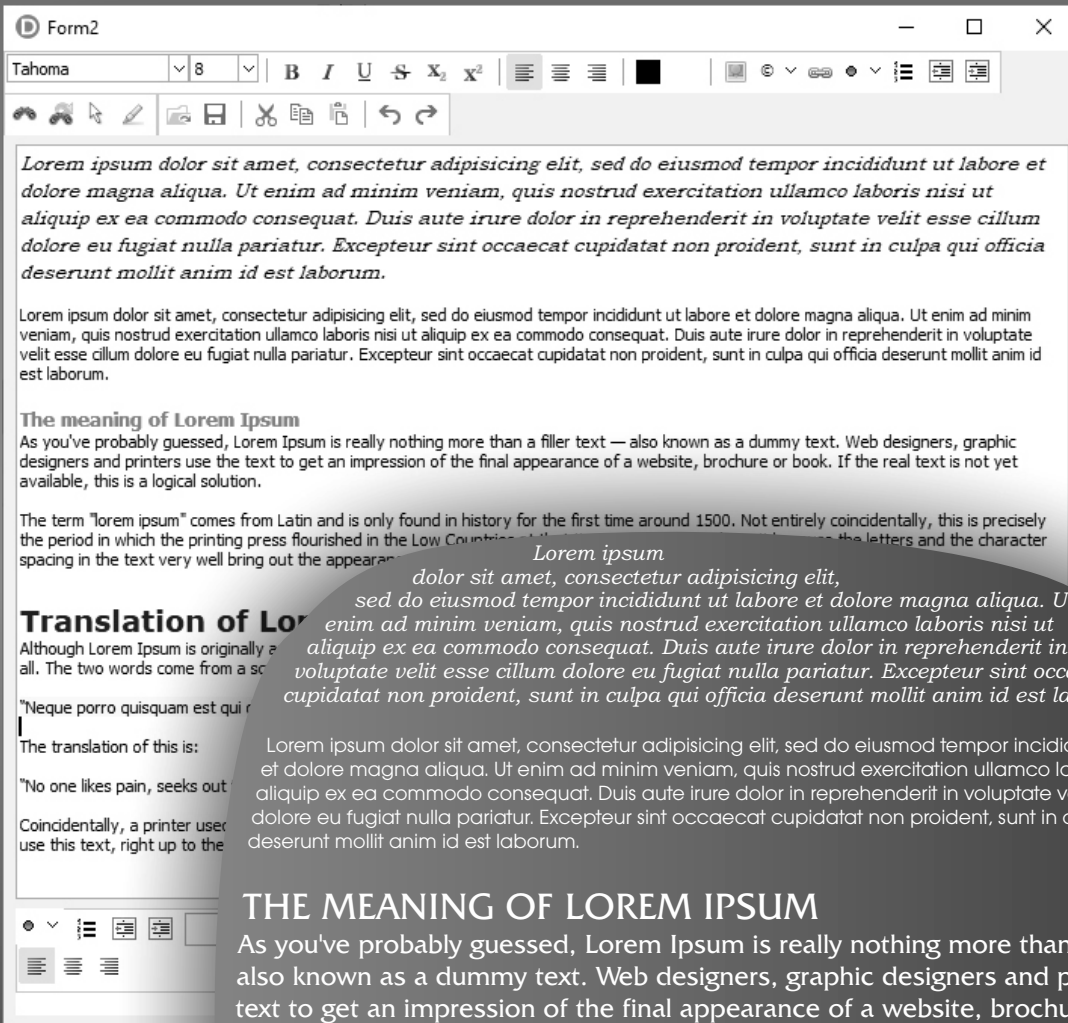 Form2
Tahoma 8 B I U S X₂ X²
Lorem ipsum dolor sit amet, consectetur adipisicing elit, sed do eiusmod tempor incididunt ut labore et
dolore magna aliqua. Ut enim ad minim veniam, quis nostrud exercitation ullamco laboris nisi ut
aliquip ex ea commodo consequat. Duis aute irure dolor in reprehenderit in voluptate velit esse cillum
dolore eu fugiat nulla pariatur. Excepteur sint occaecat cupidatat non proident, sunt in culpa qui officia
deserunt mollit anim id est laborum.
Lorem ipsum dolor sit amet, consectetur adipisicing elit, sed do eiusmod tempor incididunt ut labore et dolore magna aliqua. Ut enim ad minim
veniam, quis nostrud exercitation ullamco laboris nisi ut aliquip ex ea commodo consequat. Duis aute irure dolor in reprehenderit in voluptate
velit esse cillum dolore eu fugiat nulla pariatur. Excepteur sint occaecat cupidatat non proident, sunt in culpa qui officia deserunt mollit anim id
est laborum.
The meaning of Lorem Ipsum
As you've probably guessed, Lorem Ipsum is really nothing more than a filler text — also known as a dummy text. Web designers, graphic
designers and printers use the text to get an impression of the final appearance of a website, brochure or book. If the real text is not yet
available, this is a logical solution.
The term "lorem ipsum" comes from Latin and is only found in history for the first time around 1500. Not entirely coincidentally, this is precisely
the period in which the printing press flourished in the Low Countries the letters and the character
spacing in the text very well bring out the
Translation of
Although Lorem Ipsum is originally
all. The two words come from a
"Neque porro quisquam est qui
The translation of this is:
"No one likes pain, seeks out
Coincidentally, a printer used
use this text, right up to the
Lorem ipsum
dolor sit amet, consectetur adipisicing elit,
sed do eiusmod tempor incididunt ut labore et dolore magna aliqua. U
enim ad minim veniam, quis nostrud exercitation ullamco laboris nisi ut
aliquip ex ea commodo consequat. Duis aute irure dolor in reprehenderit in
voluptate velit esse cillum dolore eu fugiat nulla pariatur. Excepteur sint occa
cupidatat non proident, sunt in culpa qui officia deserunt mollit anim id est la
Lorem ipsum dolor sit amet, consectetur adipisicing elit, sed do eiusmod tempor incidid
et dolore magna aliqua. Ut enim ad minim veniam, quis nostrud exercitation ullamco la
aliquip ex ea commodo consequat. Duis aute irure dolor in reprehenderit in voluptate v
dolore eu fugiat nulla pariatur. Excepteur sint occaecat cupidatat non proident, sunt in
deserunt mollit anim id est laborum.
THE MEANING OF LOREM IPSUM
As you've probably guessed, Lorem Ipsum is really nothing more than
also known as a dummy text. Web designers, graphic designers and p
text to get an impression of the final appearance of a website, brochu